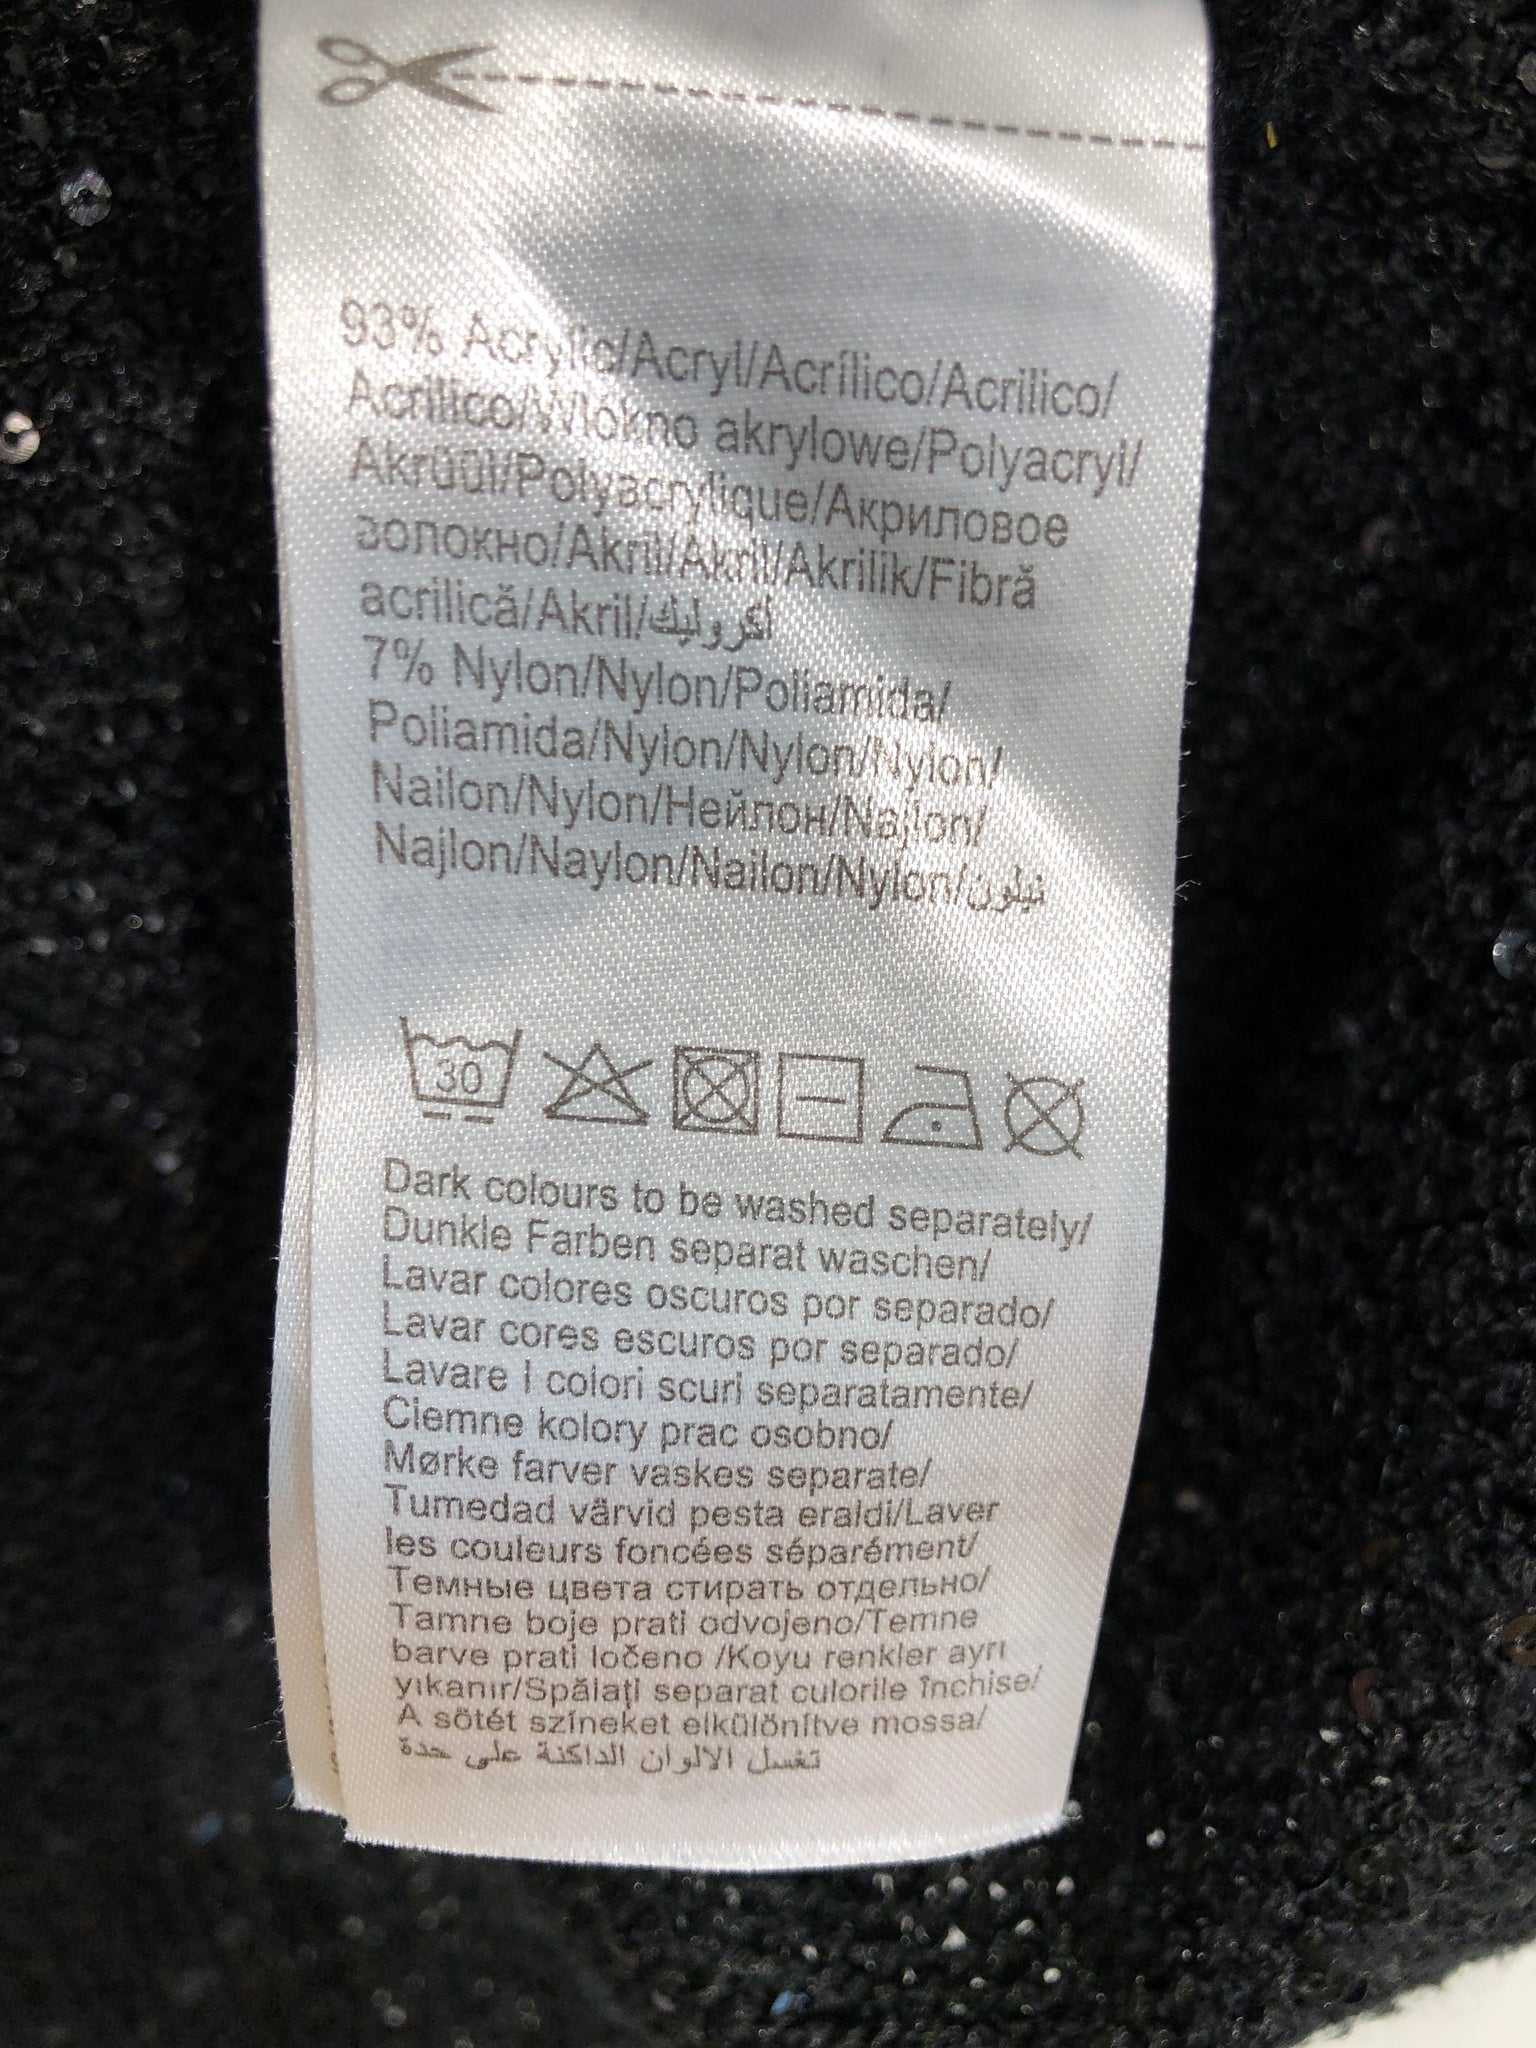 93% Acrylic/Acryl/Acrílico/Acrilico/
Acrilico/Wlókno akrylowe/Polyacryl/
Akrüül/Polyacrylique/Акриловое
волокно/Akril/Akril/Akrilik/Fibră
acrilică/Akril/أكروليك
7% Nylon/Nylon/Poliamida/
Poliamida/Nylon/Nylon/Nylon/
Nailon/Nylon/Нейлон/Najlon/
Najlon/Naylon/Nailon/Nylon/نيلون
30
Dark colours to be washed separately/
Dunkle Farben separat waschen/
Lavar colores oscuros por separado/
Lavar cores escuros por separado/
Lavare I colori scuri separatamente/
Ciemne kolory prac osobno/
Mørke farver vaskes separate/
Tumedad värvid pesta eraldi/Laver
les couleurs foncées séparément/
Темные цвета стирать отдельно/
Tamne boje prati odvojeno/Temne
barve prati ločeno /Koyu renkler ayrı
yıkanır/Spălați separat culorile închise/
A sötét színeket elkülönítve mossa/
تغسل الالوان الداكنة على حدة